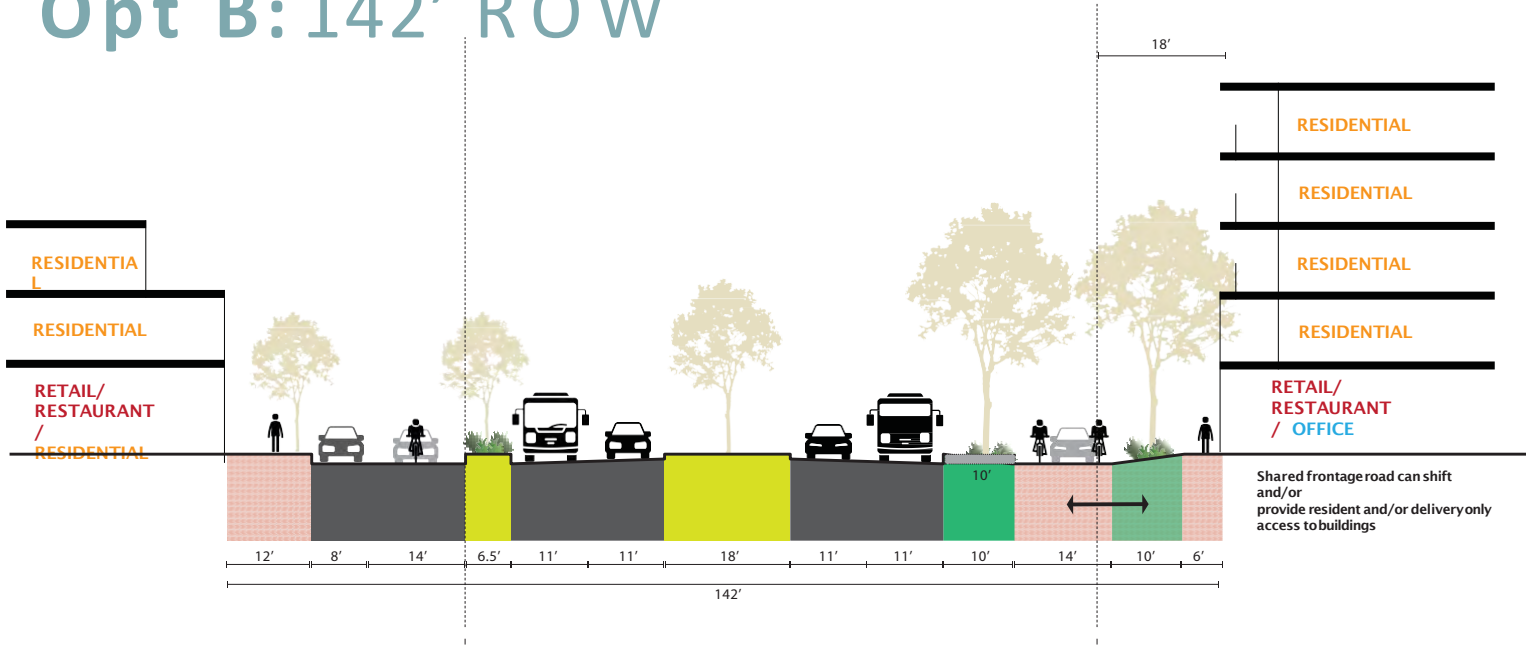 Opt B: 142' ROW
18'
RESIDENTIAL
RESIDENTIAL
RESIDENTIAL
RESIDENTIAL
RETAIL/
RESTAURANT
/ OFFICE
RESIDENTIA
L
RESIDENTIAL
RETAIL/
RESTAURANT
/
RESIDENTIAL
10'
Shared frontage road can shift
and/or
provide resident and/or delivery only
access to buildings
12' 8' 14' 6.5' 11' 11' 18' 11' 11' 10' 14' 10' 6'
142'